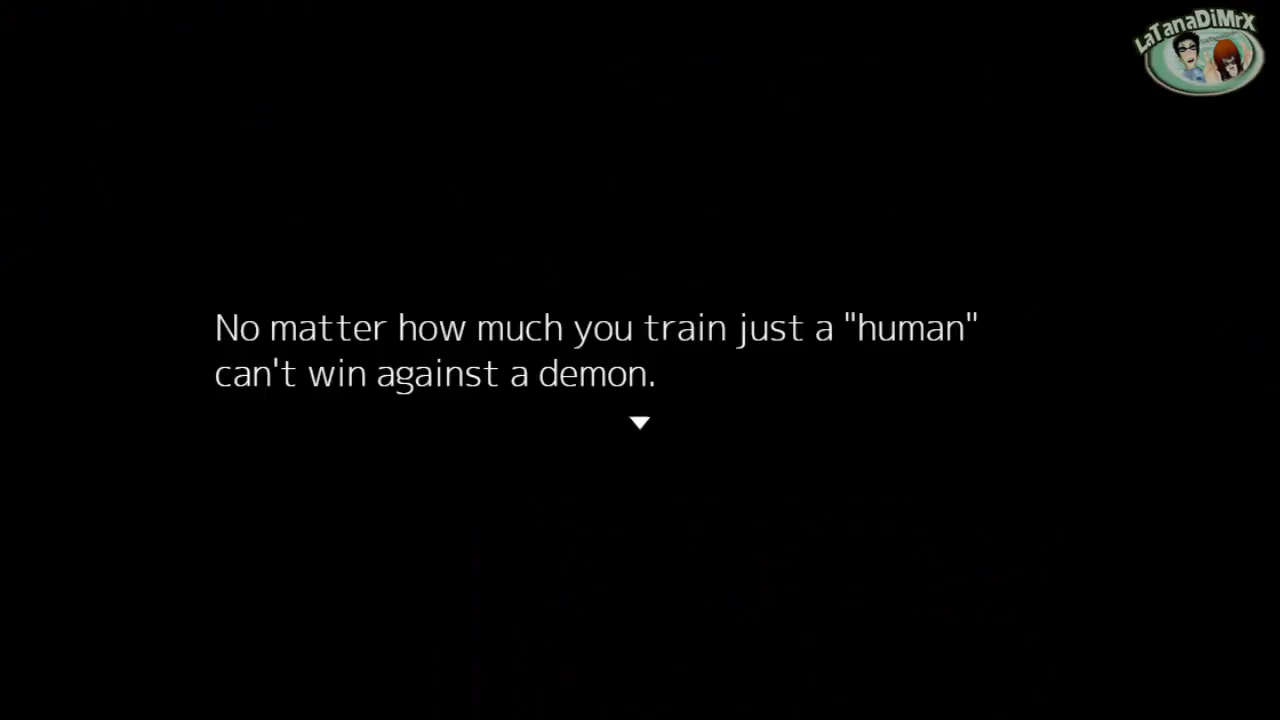 LaTanaDiMrX
No matter how much you train just a "human"
can't win against a demon.